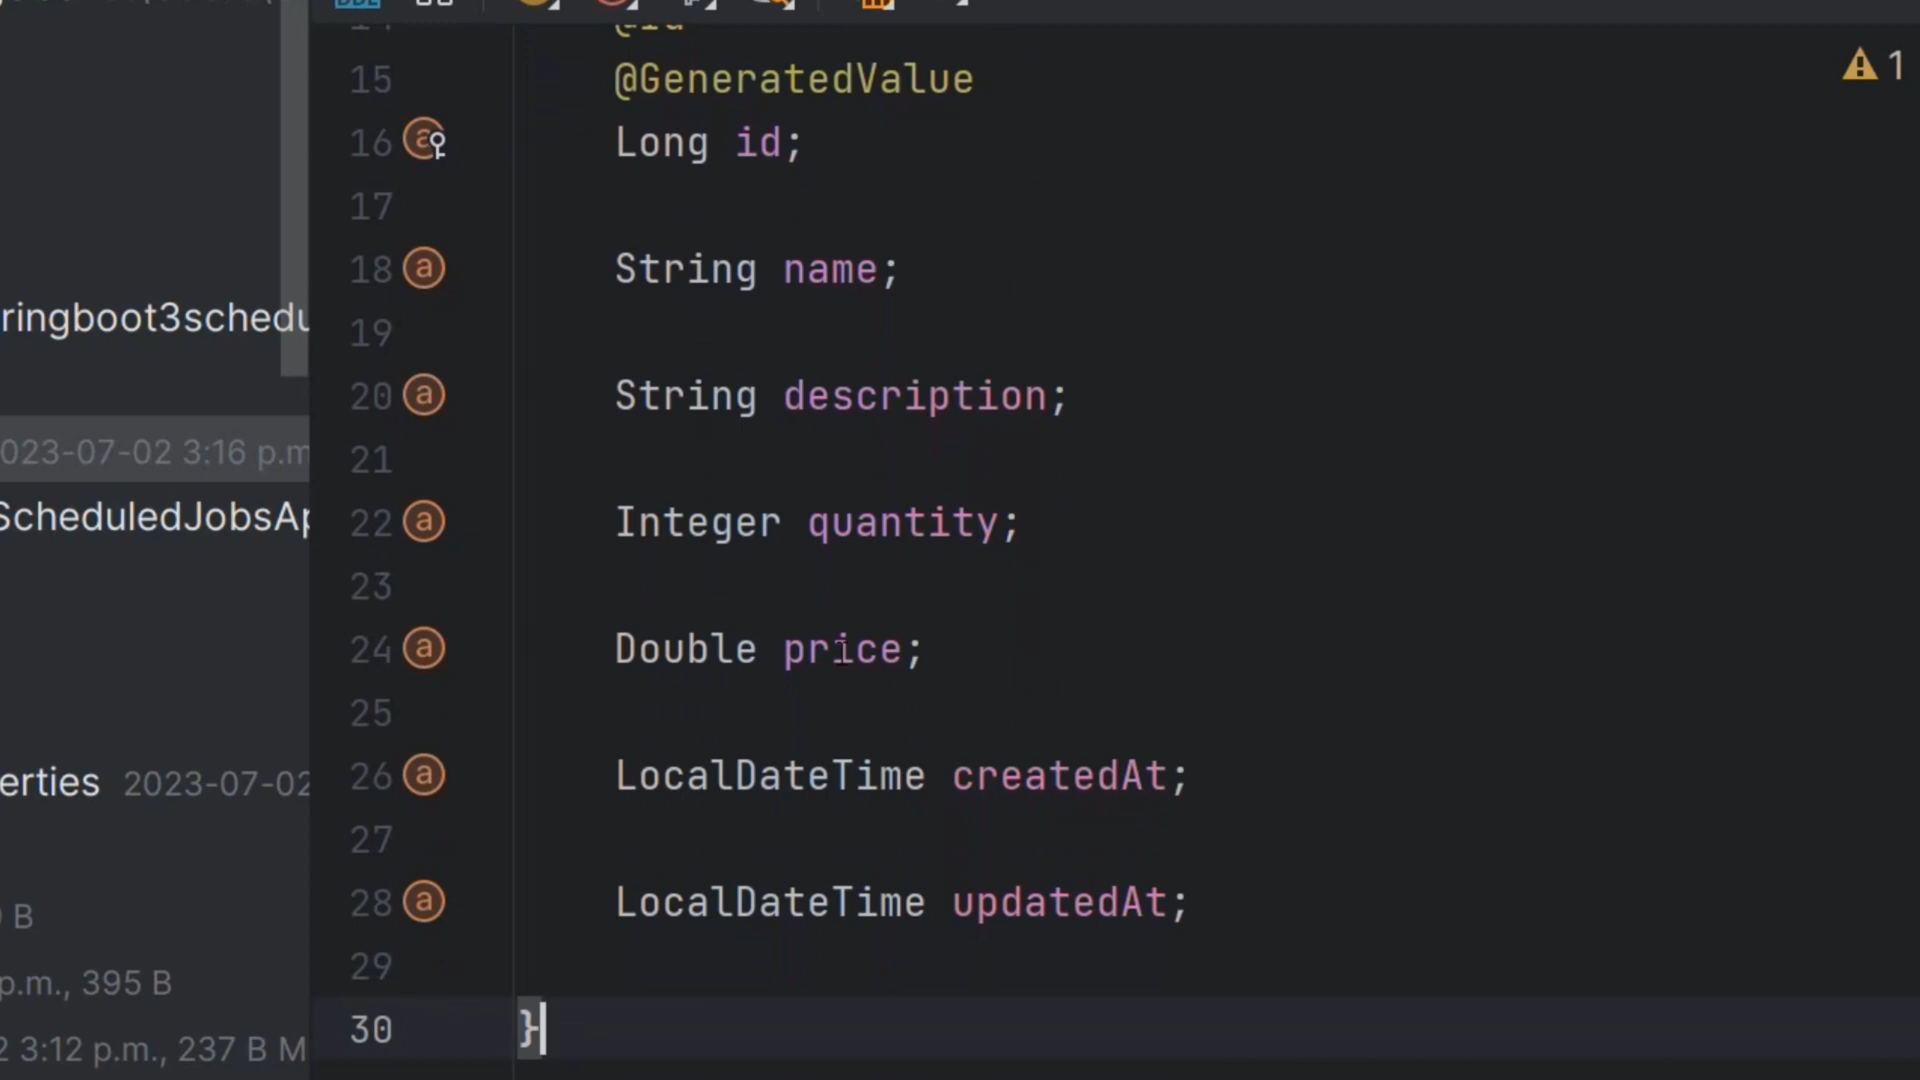 @Id
15 @GeneratedValue
16 Long id;
17
18 String name;
19
20 String description;
21
22 Integer quantity;
23
24 Double price;
25
26 LocalDateTime createdAt;
27
28 LocalDateTime updatedAt;
29
30 }
1
ringboot3schedu
023-07-02 3:16 p.m
ScheduledJobsAp
erties 2023-07-02
B
p.m., 395 B
2 3:12 p.m., 237 B M